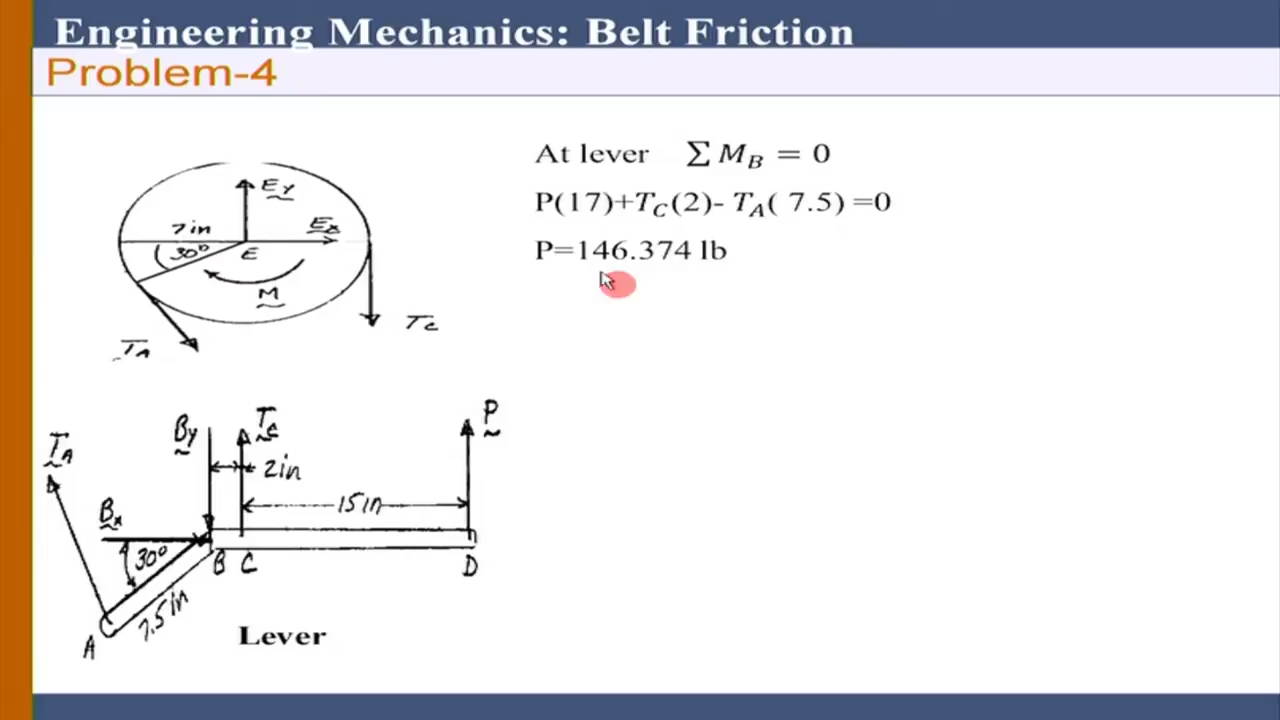 Engineering Mechanics: Belt Friction
Problem-4
At lever ∑ M_B = 0
P(17)+T_C(2)- T_A( 7.5) =0
P=146.374 lb
E_Y
7 in
E_x
30°
E
M
T_A
T_C
T_A
B_y
T_C
P
2in
15in
B_x
30°
B C
D
7.5 in
A
Lever